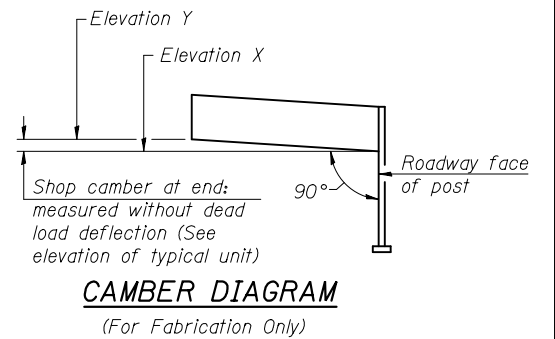 Elevation Y
Elevation X
Shop camber at end:
measured without dead
load deflection (See
elevation of typical unit)
90°
Roadway face
of post
CAMBER DIAGRAM
(For Fabrication Only)